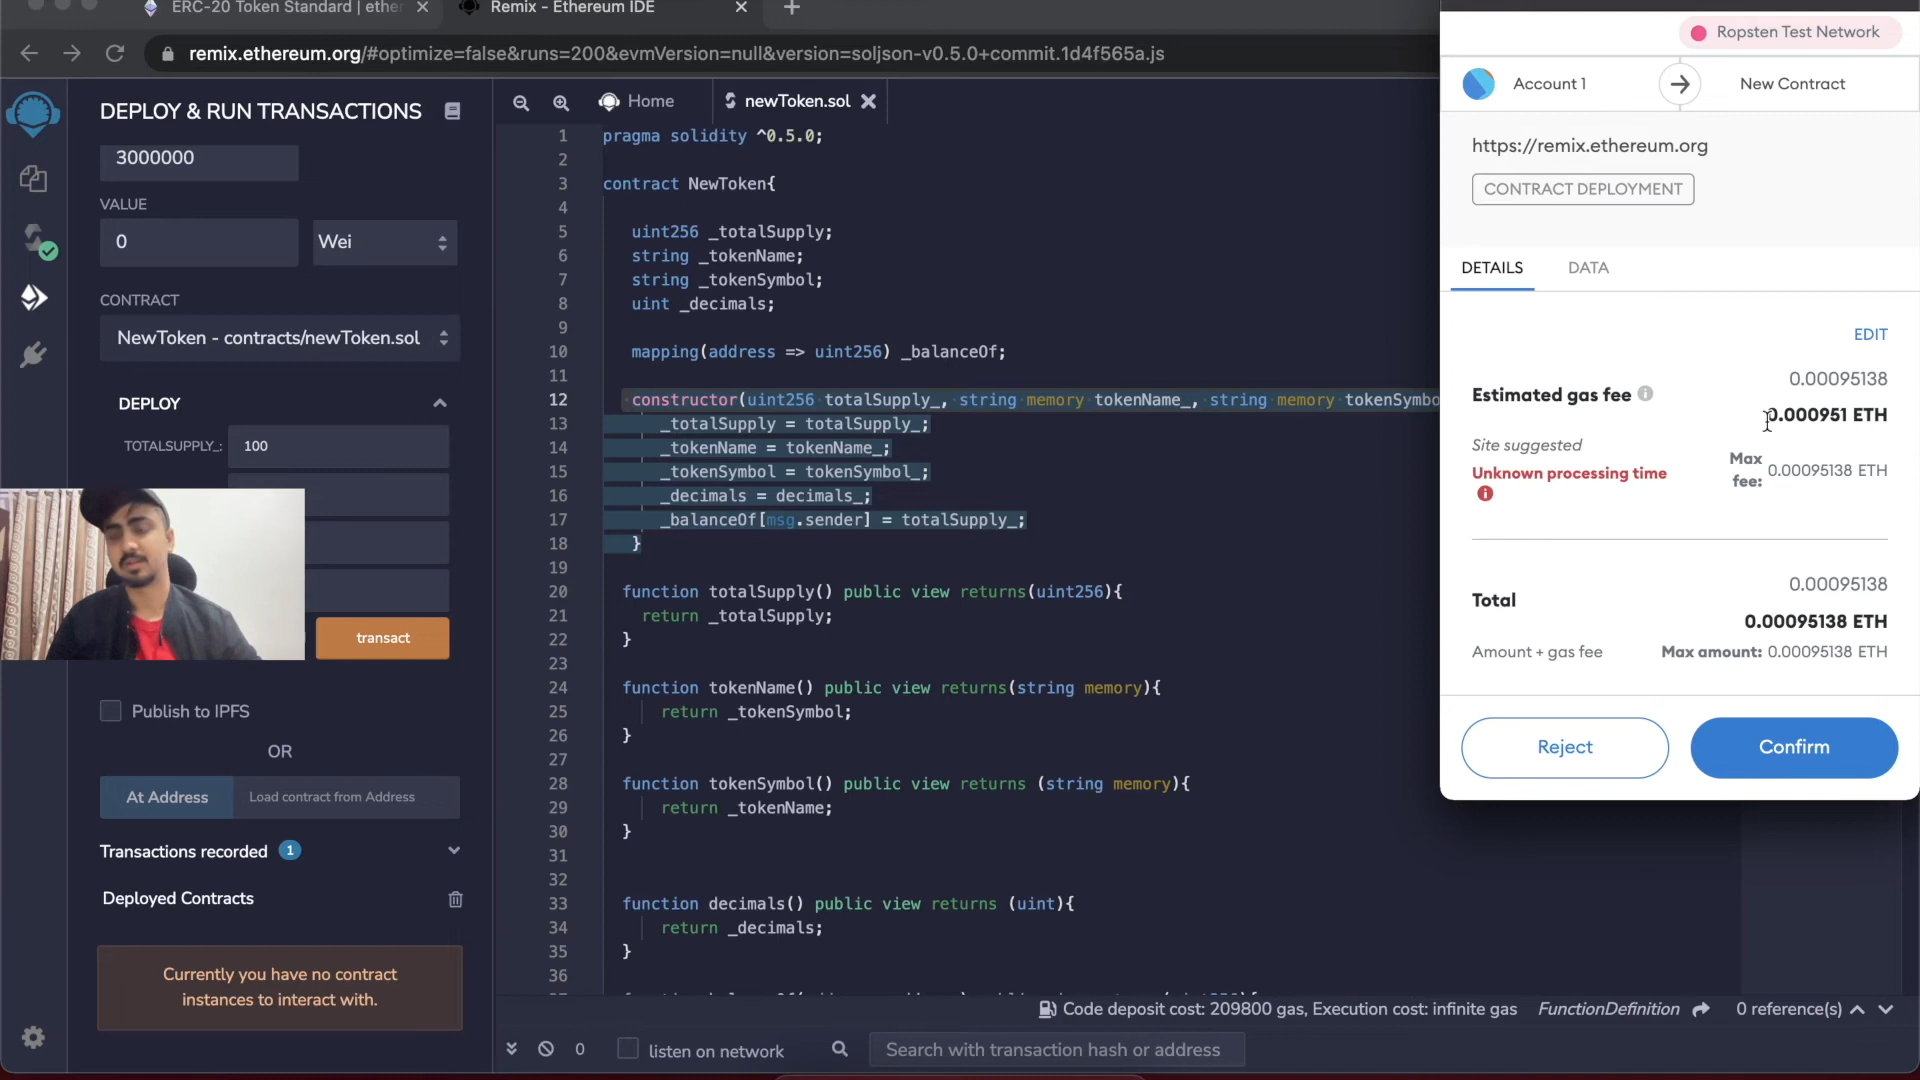 ERC-20 Token Standard | ether
Remix - Ethereum IDE
remix.ethereum.org/#optimize=false&runs=200&evmVersion=null&version=soljson-v0.5.0+commit.1d4f565a.js
DEPLOY & RUN TRANSACTIONS
3000000
VALUE
0
Wei
CONTRACT
NewToken - contracts/newToken.sol
DEPLOY
TOTALSUPPLY_:
100
transact
Publish to IPFS
OR
At Address
Load contract from Address
Transactions recorded 1
Deployed Contracts
Currently you have no contract
instances to interact with.
Home
newToken.sol
1 pragma solidity ^0.5.0;
2
3 contract NewToken{
4
5 uint256 _totalSupply;
6 string _tokenName;
7 string _tokenSymbol;
8 uint _decimals;
9
10 mapping(address => uint256) _balanceOf;
11
12 constructor(uint256 totalSupply_, string memory tokenName_, string memory tokenSymbo
13 _totalSupply = totalSupply_;
14 _tokenName = tokenName_;
15 _tokenSymbol = tokenSymbol_;
16 _decimals = decimals_;
17 _balanceOf[msg.sender] = totalSupply_;
18 }
19
20 function totalSupply() public view returns(uint256){
21 return _totalSupply;
22 }
23
24 function tokenName() public view returns(string memory){
25 return _tokenSymbol;
26 }
27
28 function tokenSymbol() public view returns (string memory){
29 return _tokenName;
30 }
31
32
33 function decimals() public view returns (uint){
34 return _decimals;
35 }
36
Code deposit cost: 209800 gas, Execution cost: infinite gas
FunctionDefinition
0 reference(s)
0
listen on network
Search with transaction hash or address
Ropsten Test Network
Account 1
New Contract
https://remix.ethereum.org
CONTRACT DEPLOYMENT
DETAILS
DATA
EDIT
0.00095138
Estimated gas fee
0.000951 ETH
Site suggested
Max
fee: 0.00095138 ETH
Unknown processing time
0.00095138
Total
0.00095138 ETH
Amount + gas fee
Max amount: 0.00095138 ETH
Reject
Confirm